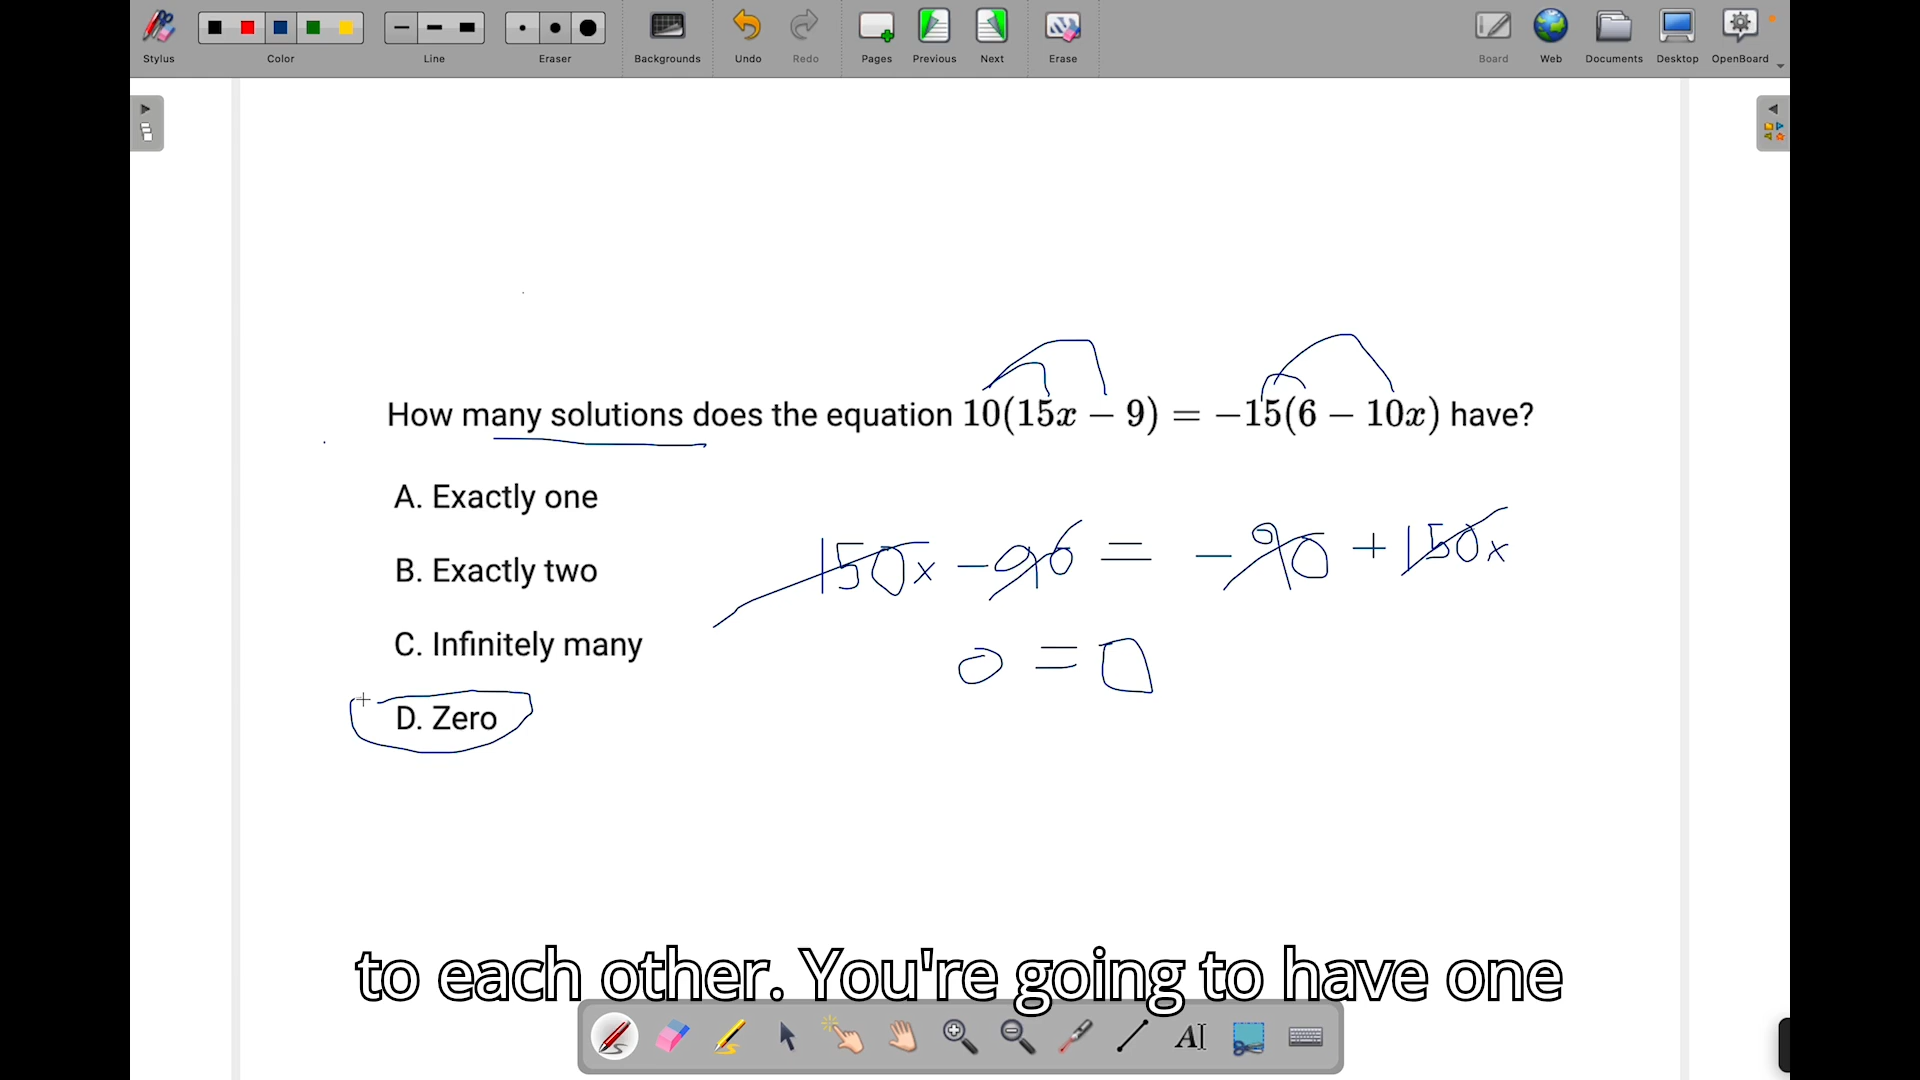 Stylus Color Line Eraser Backgrounds Undo Redo Pages Previous Next Erase Board Web Documents Desktop OpenBoard
How many solutions does the equation 10(15x − 9) = −15(6 − 10x) have?
A. Exactly one
B. Exactly two
C. Infinitely many
D. Zero
150x − 90 = − 90 + 150x
0 = 0
to each other. You're going to have one